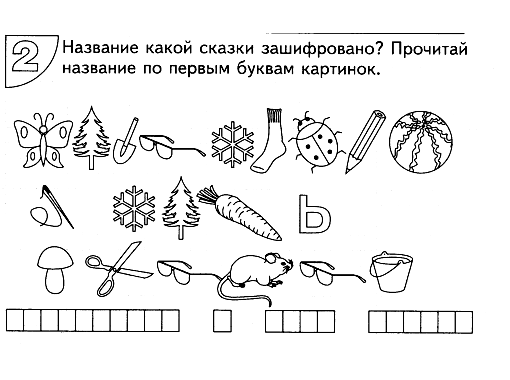 2
Название какой сказки зашифровано? Прочитай
название по первым буквам картинок.
Ь